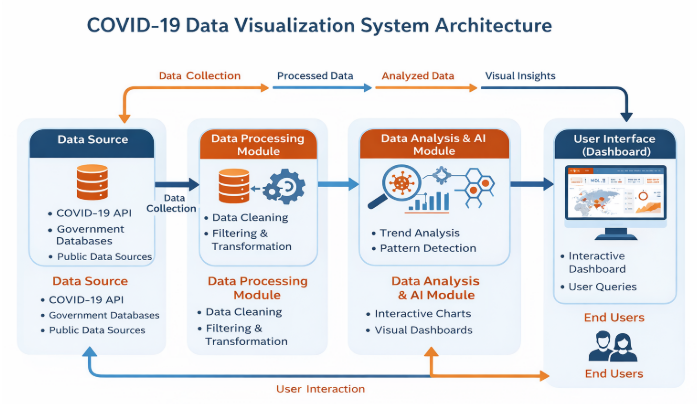 COVID-19 Data Visualization System Architecture
Data Collection
Processed Data
Analyzed Data
Visual Insights
Data Source
• COVID-19 API
• Government
Databases
• Public Data Sources
Data
Collection
Data Processing
Module
• Data Cleaning
• Filtering &
Transformation
Data Analysis & AI
Module
• Trend Analysis
• Pattern Detection
User Interface
(Dashboard)
• Interactive
Dashboard
• User Queries
Data Source
• COVID-19 API
• Government Databases
• Public Data Sources
Data Processing
Module
• Data Cleaning
• Filtering &
Transformation
Data Analysis
& AI Module
• Interactive Charts
• Visual Dashboards
End Users
End Users
User Interaction